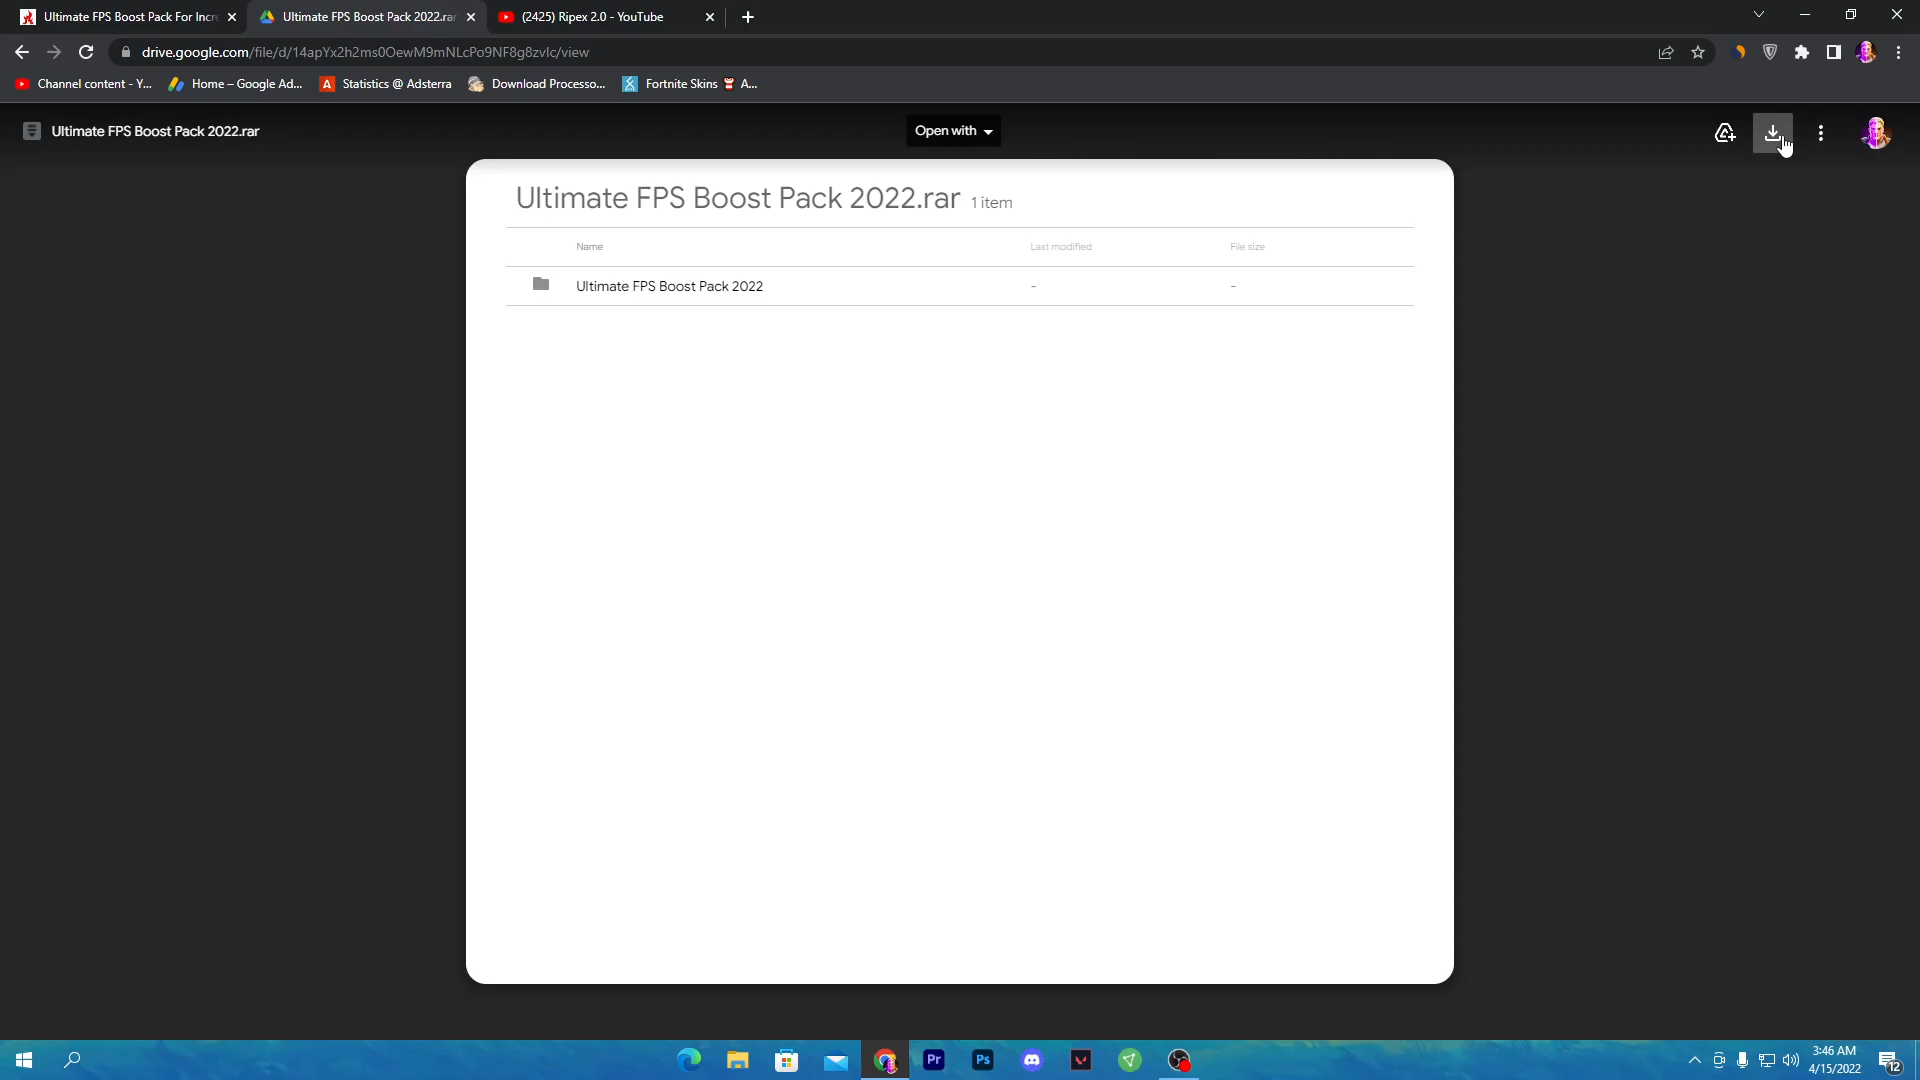 Ultimate FPS Boost Pack For Incre
Ultimate FPS Boost Pack 2022.rar
(2425) Ripex 2.0 - YouTube
drive.google.com/file/d/14apYx2h2ms0OewM9mNLcPo9NF8g8zvIc/view
Channel content - Y...
Home – Google Ad...
A
Statistics @ Adsterra
Download Processo...
Fortnite Skins
A...
Ultimate FPS Boost Pack 2022.rar
Open with
Ultimate FPS Boost Pack 2022.rar 1 item
Name Last modified File size
Ultimate FPS Boost Pack 2022 - -
Pr
Ps
3:46 AM
4/15/2022
12